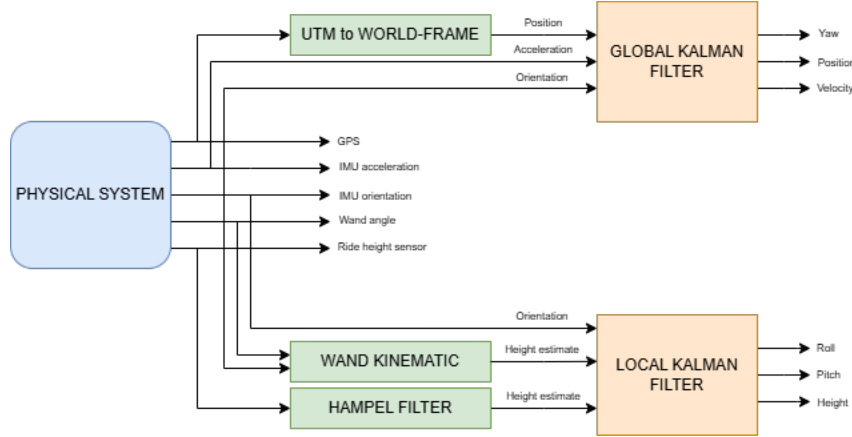 UTM to WORLD-FRAME
Position
Acceleration
Orientation
GLOBAL KALMAN
FILTER
Yaw
Position
Velocity
PHYSICAL SYSTEM
GPS
IMU acceleration
IMU orientation
Wand angle
Ride height sensor
Orientation
WAND KINEMATIC
Height estimate
HAMPEL FILTER
Height estimate
LOCAL KALMAN
FILTER
Roll
Pitch
Height